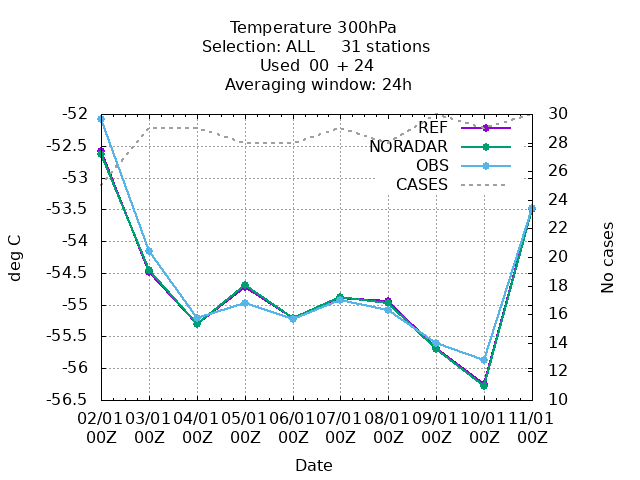 Temperature 300hPa
Selection: ALL 31 stations
Used 00 + 24
Averaging window: 24h
REF
NORADAR
OBS
CASES
-52
-52.5
-53
-53.5
-54
-54.5
-55
-55.5
-56
-56.5
deg C
30
28
26
24
22
20
18
16
14
12
10
No cases
02/01 03/01 04/01 05/01 06/01 07/01 08/01 09/01 10/01 11/01
00Z 00Z 00Z 00Z 00Z 00Z 00Z 00Z 00Z 00Z
Date